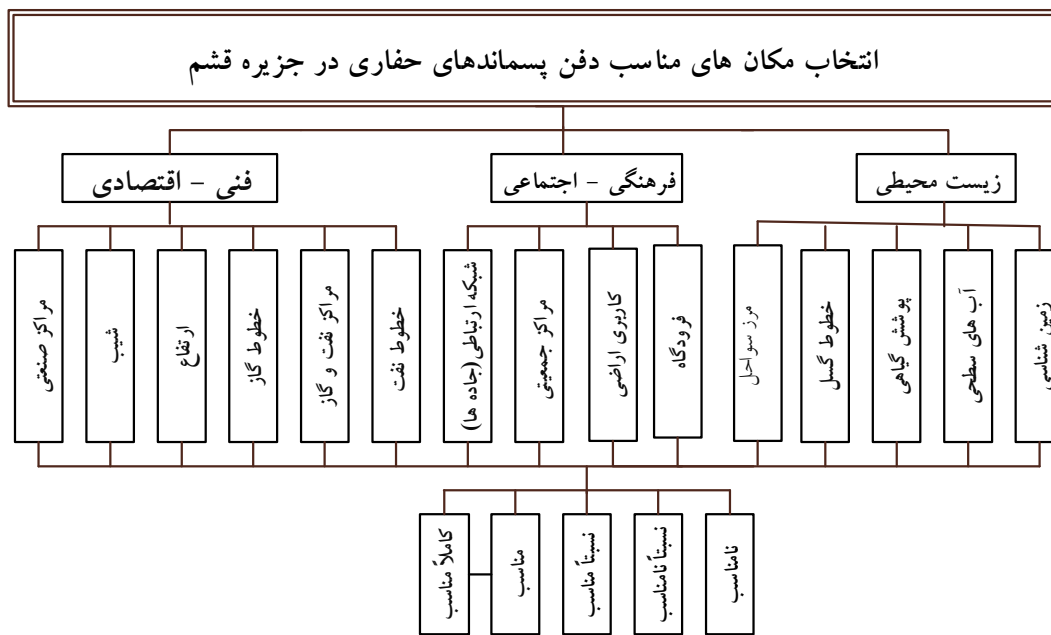 انتخاب مکان های مناسب دفن پسماندهای حفاری در جزیره قشم
زیست محیطی
فرهنگی - اجتماعی
فنی - اقتصادی
زمین شناسی
آب های سطحی
پوشش گیاهی
خطوط گسل
مرز سواحل
فرودگاه
کاربری اراضی
مراکز جمعیتی
شبکه ارتباطی (جاده ها)
خطوط نفت
مراکز نفت و گاز
خطوط گاز
ارتفاع
شیب
مراکز صنعتی
نامناسب
نسبتاً نامناسب
نسبتاً مناسب
مناسب
کاملاً مناسب